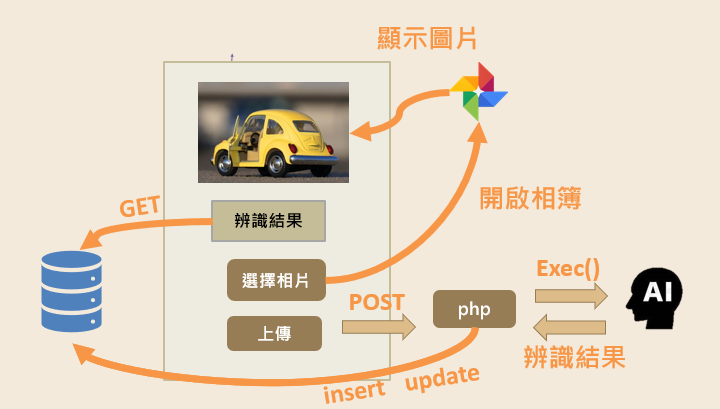 顯示圖片
GET
辨識結果
開啟相簿
選擇相片
POST
Exec()
AI
php
上傳
辨識結果
insert update